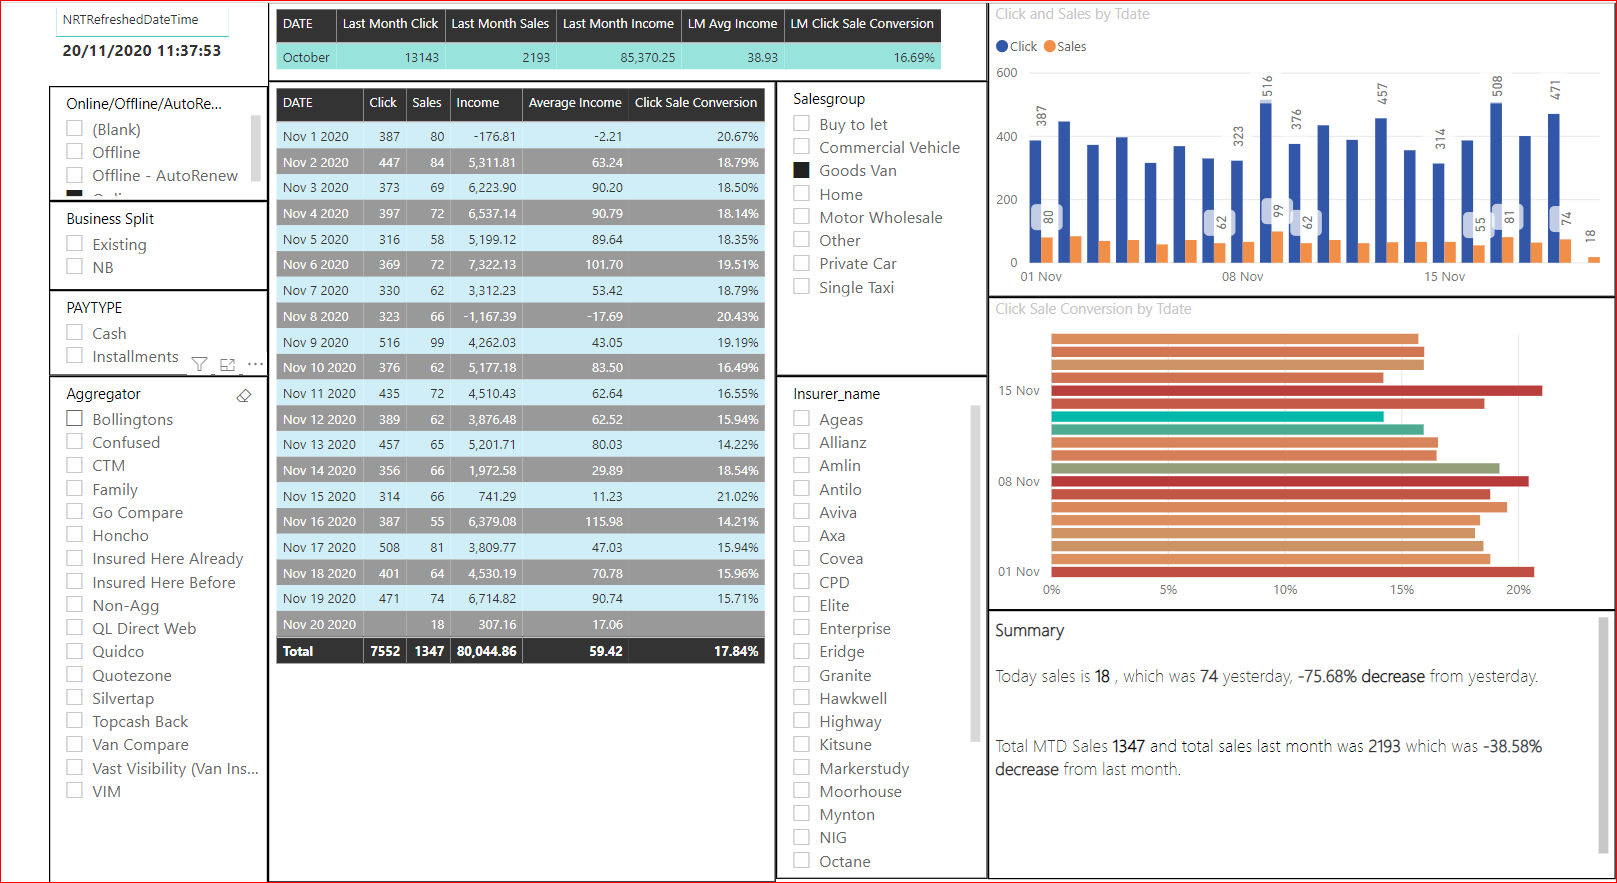 NRTRefreshedDateTime
20/11/2020 11:37:53
Online/Offline/AutoRe...
(Blank)
Offline
Offline - AutoRenew
Business Split
Existing
NB
PAYTYPE
Cash
Installments
Aggregator
Bollingtons
Confused
CTM
Family
Go Compare
Honcho
Insured Here Already
Insured Here Before
Non-Agg
QL Direct Web
Quidco
Quotezone
Silvertap
Topcash Back
Van Compare
Vast Visibility (Van Ins...
VIM
DATE Last Month Click Last Month Sales Last Month Income LM Avg Income LM Click Sale Conversion
October 13143 2193 85,370.25 38.93 16.69%
DATE Click Sales Income Average Income Click Sale Conversion
Nov 1 2020 387 80 -176.81 -2.21 20.67%
Nov 2 2020 447 84 5,311.81 63.24 18.79%
Nov 3 2020 373 69 6,223.90 90.20 18.50%
Nov 4 2020 397 72 6,537.14 90.79 18.14%
Nov 5 2020 316 58 5,199.12 89.64 18.35%
Nov 6 2020 369 72 7,322.13 101.70 19.51%
Nov 7 2020 330 62 3,312.23 53.42 18.79%
Nov 8 2020 323 66 -1,167.39 -17.69 20.43%
Nov 9 2020 516 99 4,262.03 43.05 19.19%
Nov 10 2020 376 62 5,177.18 83.50 16.49%
Nov 11 2020 435 72 4,510.43 62.64 16.55%
Nov 12 2020 389 62 3,876.48 62.52 15.94%
Nov 13 2020 457 65 5,201.71 80.03 14.22%
Nov 14 2020 356 66 1,972.58 29.89 18.54%
Nov 15 2020 314 66 741.29 11.23 21.02%
Nov 16 2020 387 55 6,379.08 115.98 14.21%
Nov 17 2020 508 81 3,809.77 47.03 15.94%
Nov 18 2020 401 64 4,530.19 70.78 15.96%
Nov 19 2020 471 74 6,714.82 90.74 15.71%
Nov 20 2020 18 307.16 17.06
Total 7552 1347 80,044.86 59.42 17.84%
Salesgroup
Buy to let
Commercial Vehicle
Goods Van
Home
Motor Wholesale
Other
Private Car
Single Taxi
Insurer_name
Ageas
Allianz
Amlin
Antilo
Aviva
Axa
Covea
CPD
Elite
Enterprise
Eridge
Granite
Hawkwell
Highway
Kitsune
Markerstudy
Moorhouse
Mynton
NIG
Octane
Click and Sales by Tdate
Click Sales
600
400
200
0
387 323 516 376 457 314 508 471
80 62 99 62 55 81 74 18
01 Nov 08 Nov 15 Nov
Click Sale Conversion by Tdate
15 Nov
08 Nov
01 Nov
0% 5% 10% 15% 20%
Summary
Today sales is 18 , which was 74 yesterday, -75.68% decrease from yesterday.
Total MTD Sales 1347 and total sales last month was 2193 which was -38.58%
decrease from last month.